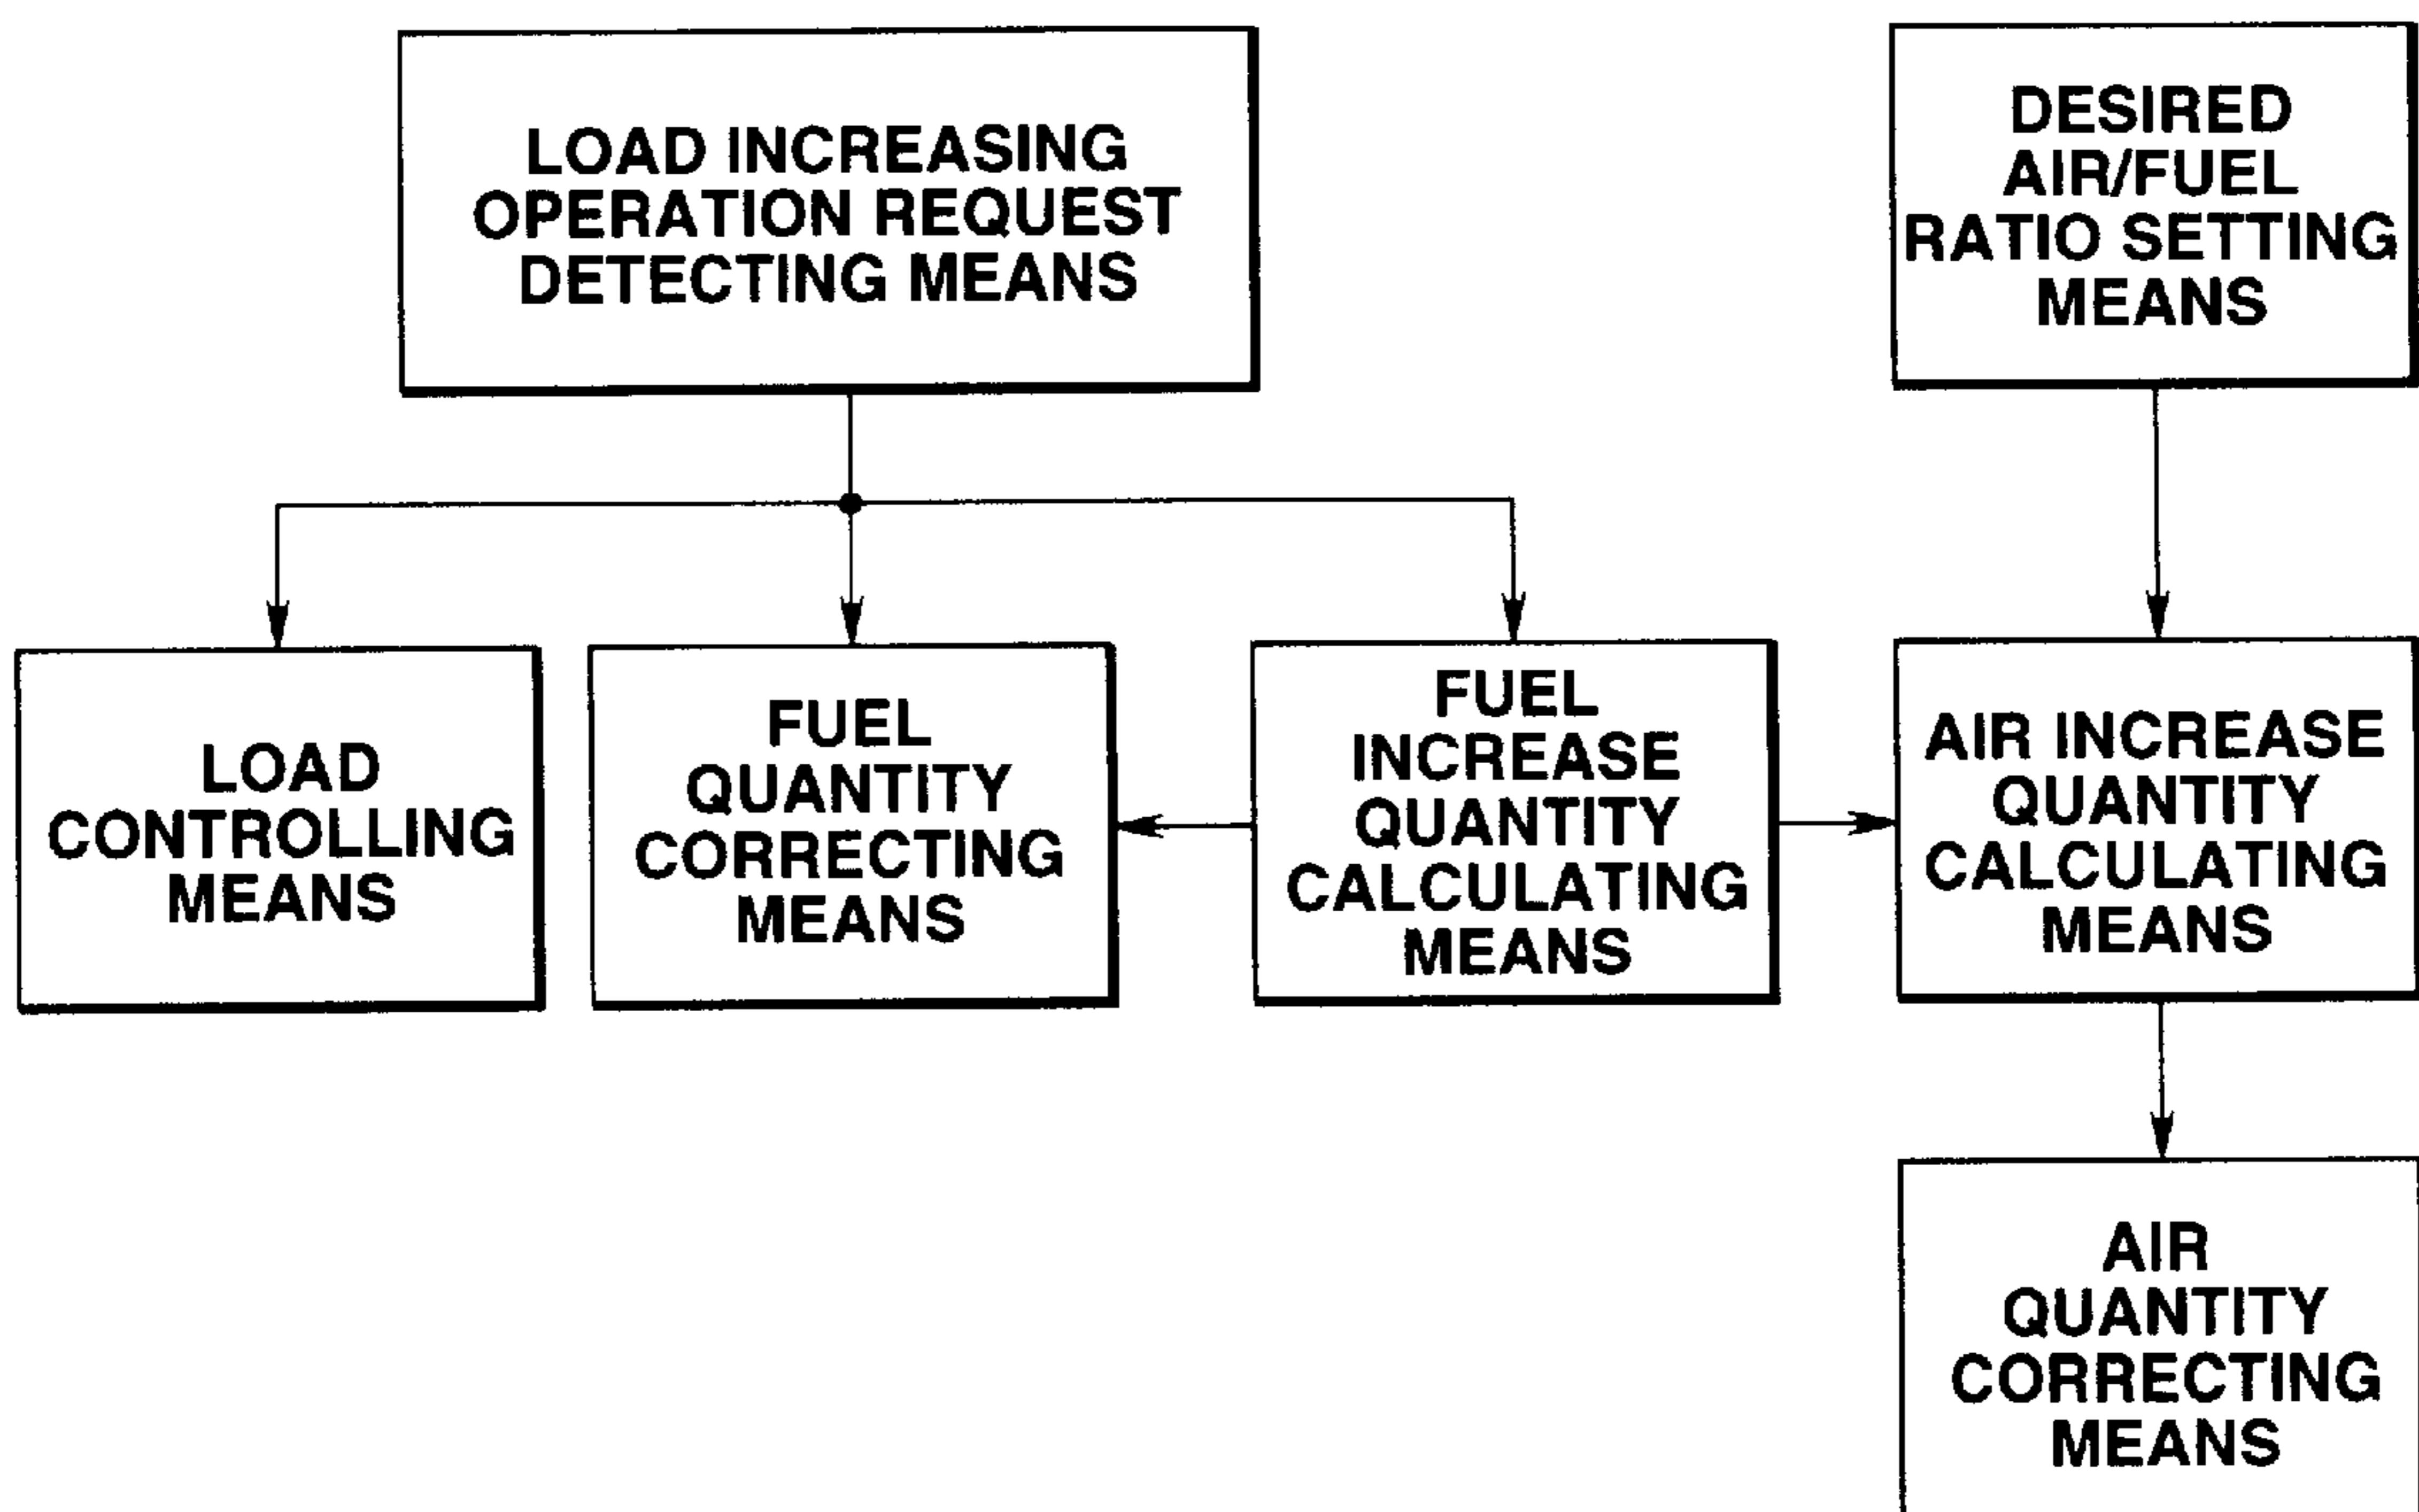 LOAD INCREASING
OPERATION REQUEST
DETECTING MEANS
DESIRED
AIR/FUEL
RATIO SETTING
MEANS
LOAD
CONTROLLING
MEANS
FUEL
QUANTITY
CORRECTING
MEANS
FUEL
INCREASE
QUANTITY
CALCULATING
MEANS
AIR INCREASE
QUANTITY
CALCULATING
MEANS
AIR
QUANTITY
CORRECTING
MEANS